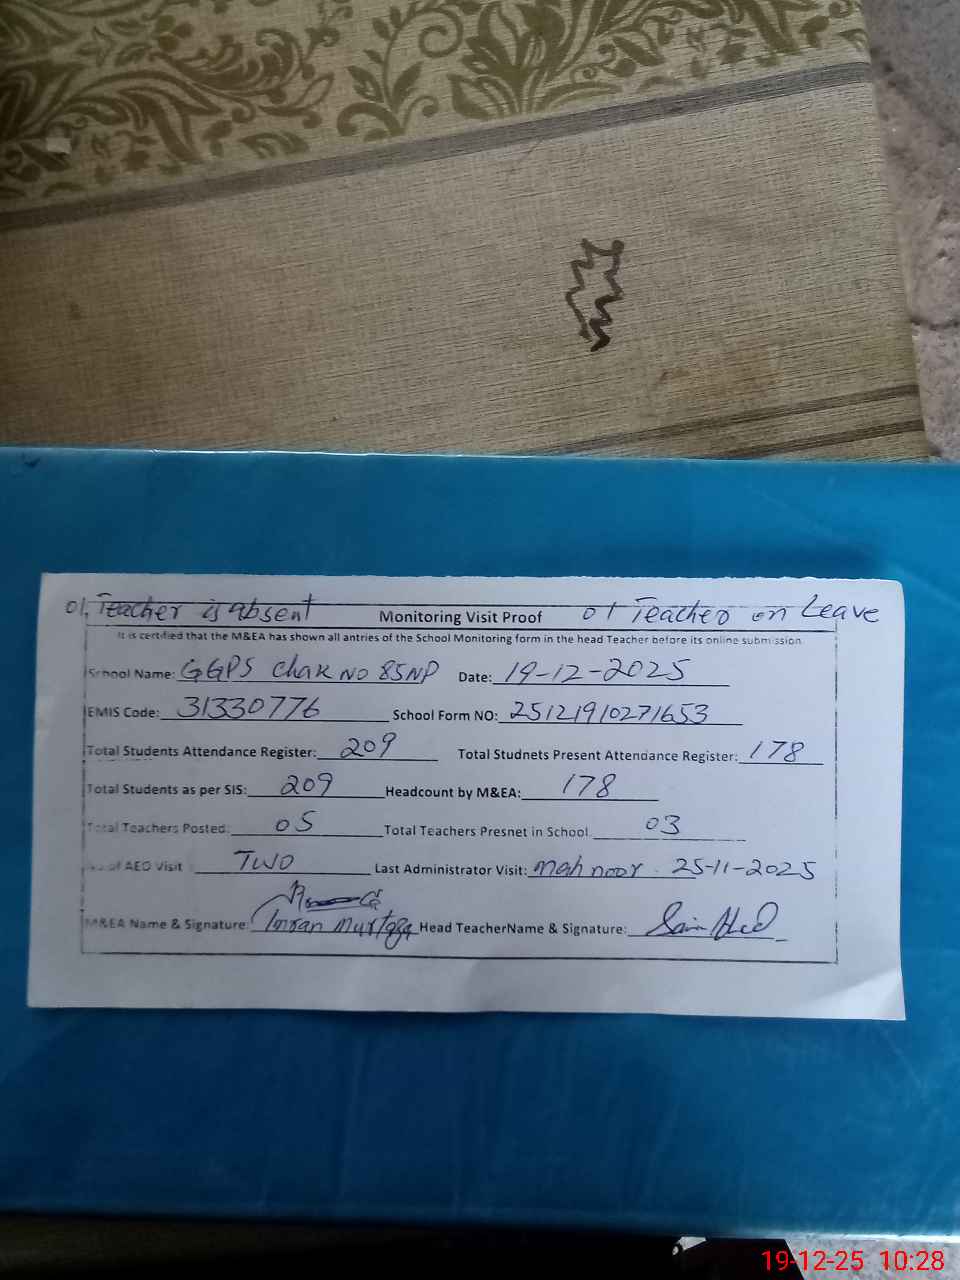 01. Teacher is absent Monitoring Visit Proof 01 Teacher on Leave
It is certified that the M&EA has shown all antries of the School Monitoring form in the head Teacher before its online submission.
School Name: GGPS Chak No 85NP Date: 19-12-2025
EMIS Code: 31330776 School Form NO: 25121910271653
Total Students Attendance Register: 209 Total Studnets Present Attendance Register: 178
Total Students as per SIS: 209 Headcount by M&EA: 178
Total Teachers Posted: 05 Total Teachers Presnet in School 03
of AEO Visit : TWO Last Administrator Visit: Mah noor. 25-11-2025
M&EA Name & Signature: Imran Murtaza Head TeacherName & Signature:
19-12-25 10:28